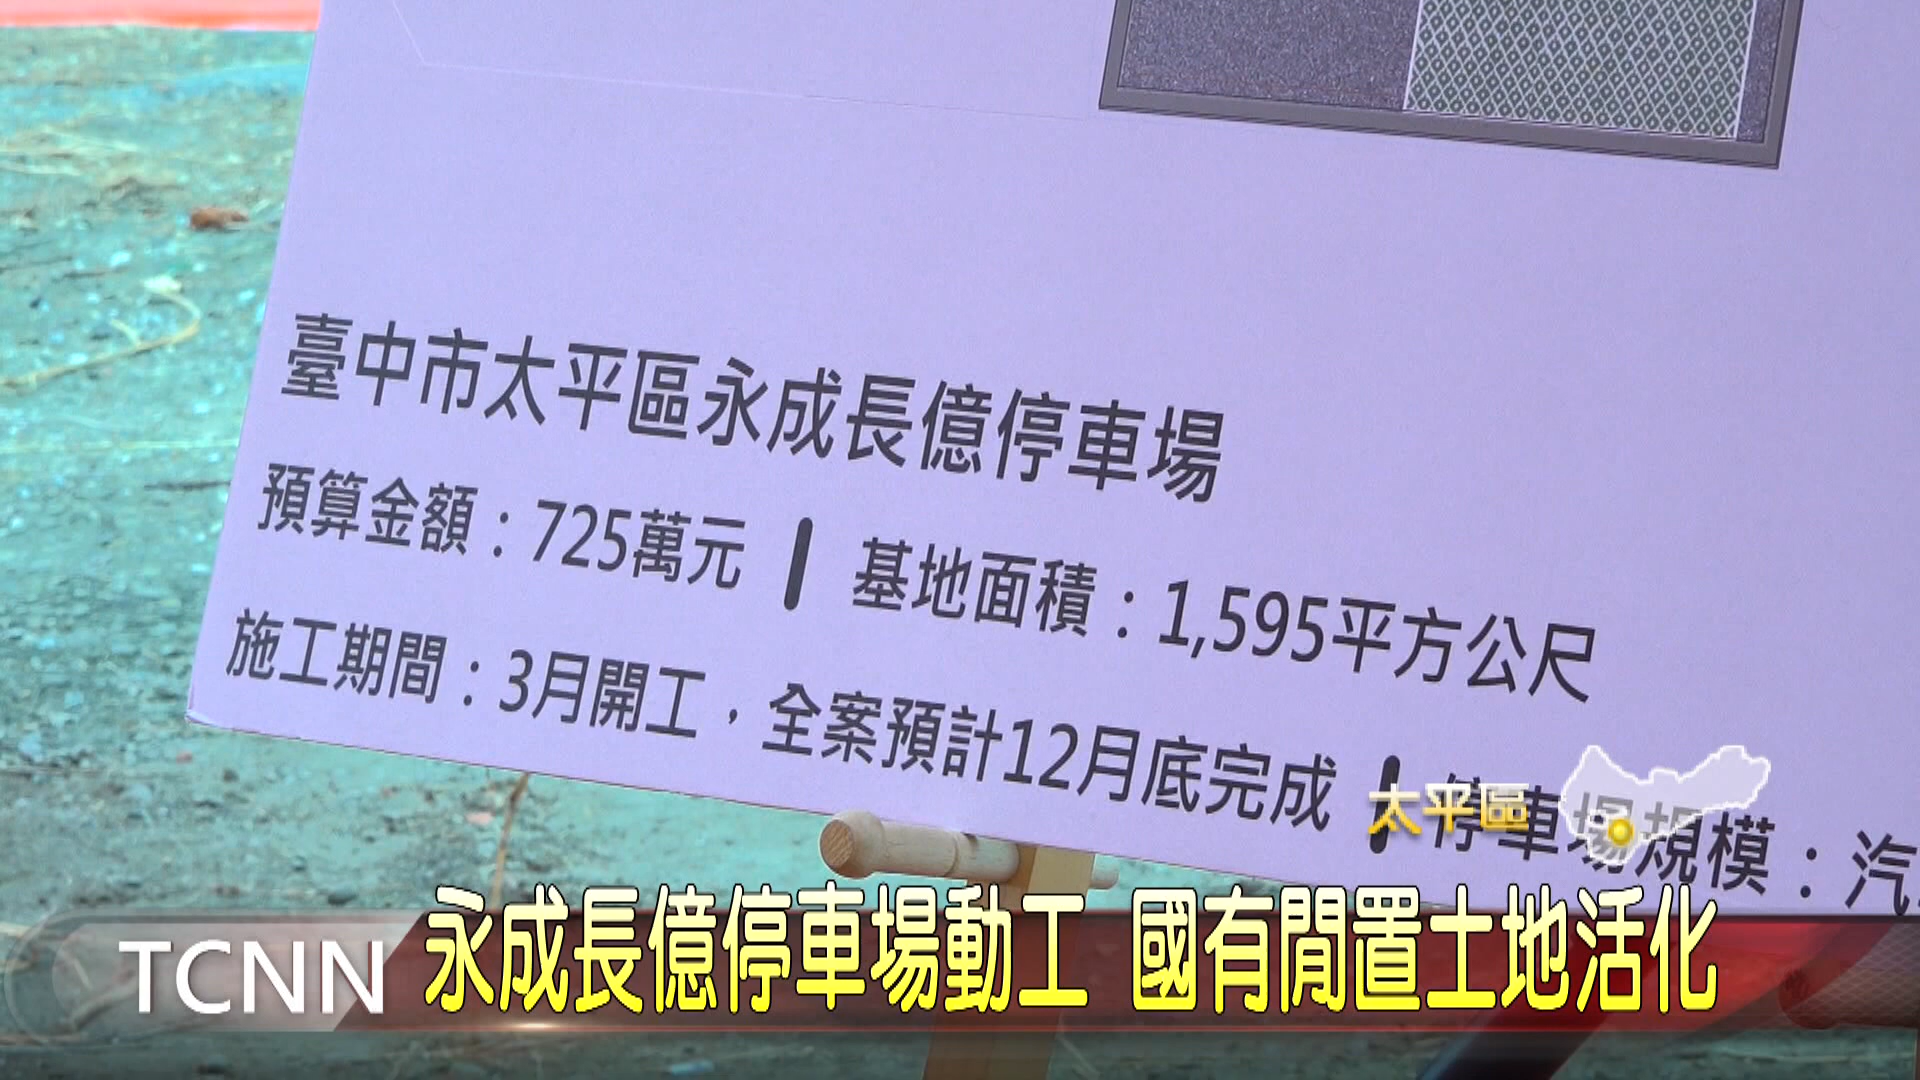 臺中市太平區永成長億停車場
預算金額：725萬元 | 基地面積：1,595平方公尺
施工期間：3月開工，全案預計12月底完成 | 停車場規模：汽
太平區
TCNN
永成長億停車場動工 國有閒置土地活化